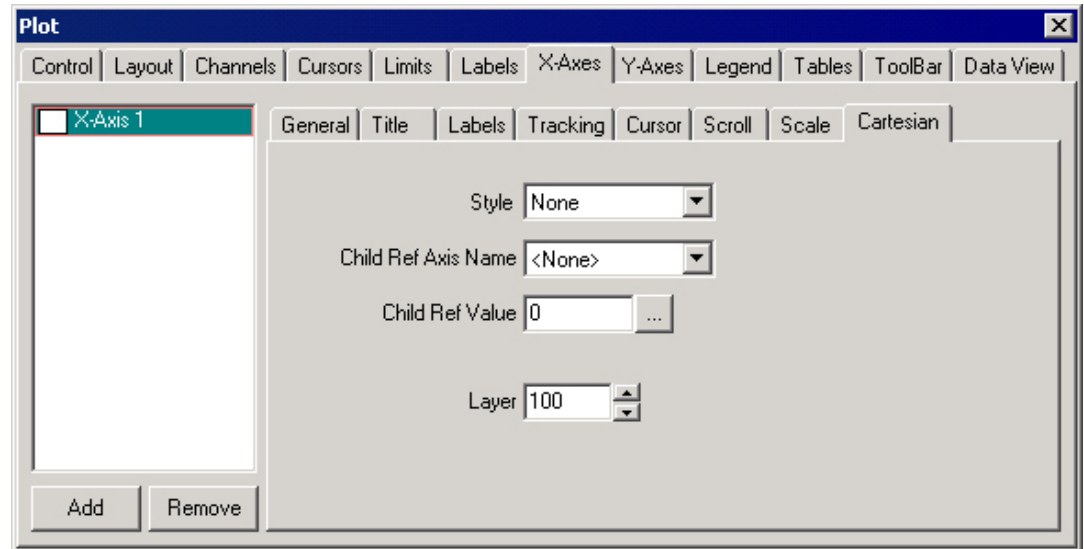 Plot
Control Layout Channels Cursors Limits Labels X-Axes Y-Axes Legend Tables ToolBar Data View
X-Axis 1
General Title Labels Tracking Cursor Scroll Scale Cartesian
Style None
Child Ref Axis Name <None>
Child Ref Value 0 ...
Layer 100
Add Remove